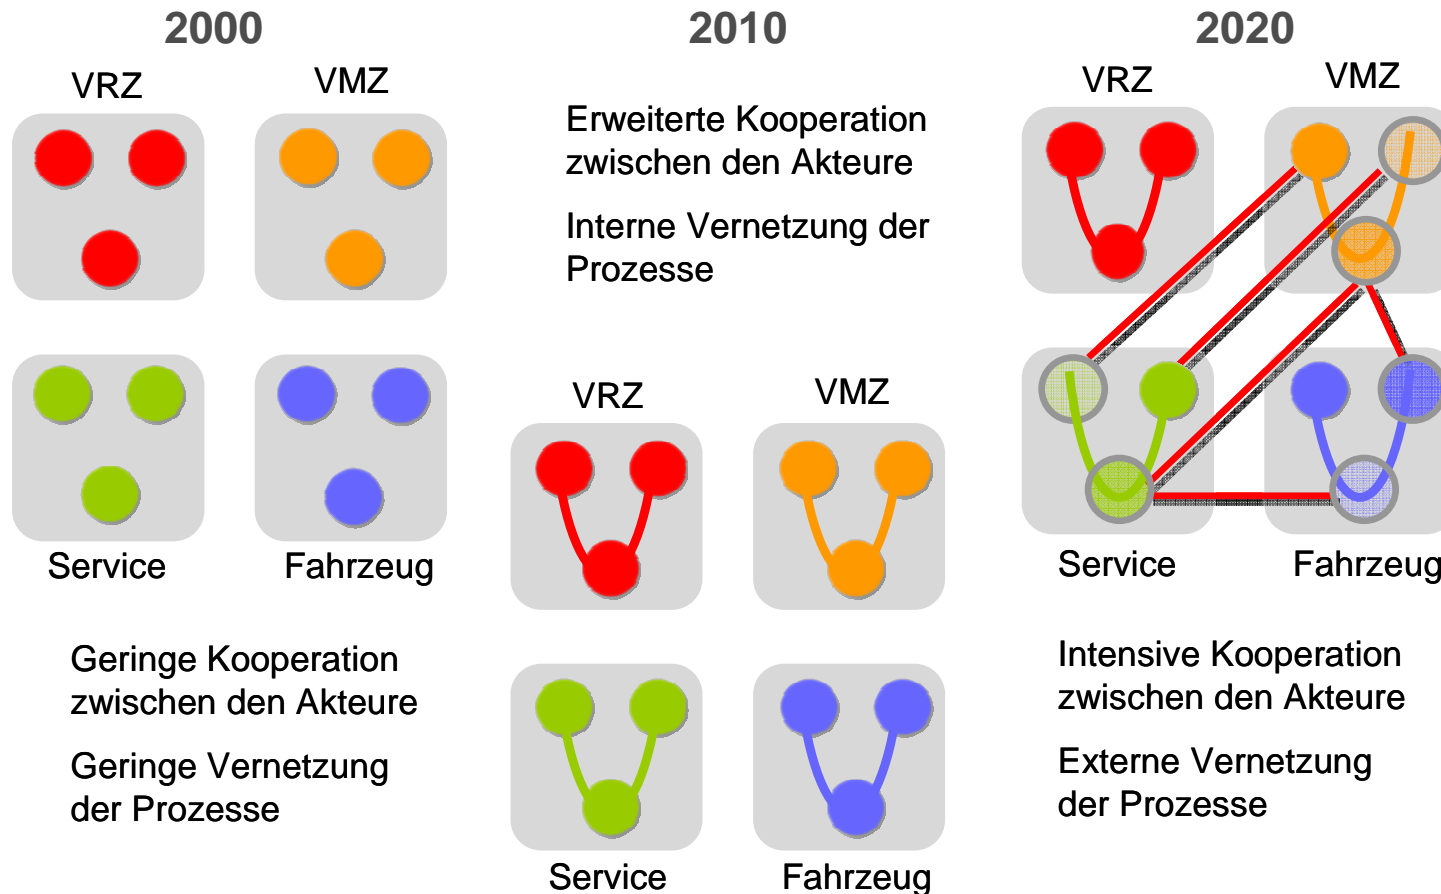 2000
VRZ
VMZ
Service
Fahrzeug
Geringe Kooperation
zwischen den Akteure
Geringe Vernetzung
der Prozesse
2010
Erweiterte Kooperation
zwischen den Akteure
Interne Vernetzung der
Prozesse
VRZ
VMZ
Service
Fahrzeug
2020
VRZ
VMZ
Service
Fahrzeug
Intensive Kooperation
zwischen den Akteure
Externe Vernetzung
der Prozesse